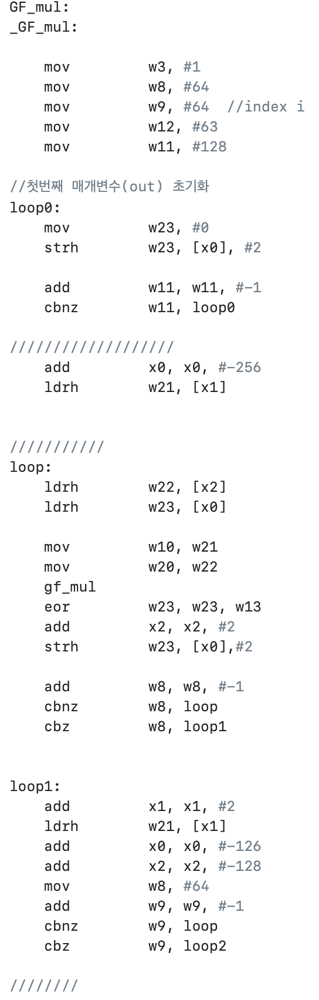 GF_mul:
_GF_mul:
mov w3, #1
mov w8, #64
mov w9, #64 //index i
mov w12, #63
mov w11, #128
//첫번째 매개변수(out) 초기화
loop0:
mov w23, #0
strh w23, [x0], #2
add w11, w11, #-1
cbnz w11, loop0
///////////////////
add x0, x0, #-256
ldrh w21, [x1]
///////////
loop:
ldrh w22, [x2]
ldrh w23, [x0]
mov w10, w21
mov w20, w22
gf_mul
eor w23, w23, w13
add x2, x2, #2
strh w23, [x0],#2
add w8, w8, #-1
cbnz w8, loop
cbz w8, loop1
loop1:
add x1, x1, #2
ldrh w21, [x1]
add x0, x0, #-126
add x2, x2, #-128
mov w8, #64
add w9, w9, #-1
cbnz w9, loop
cbz w9, loop2
////////